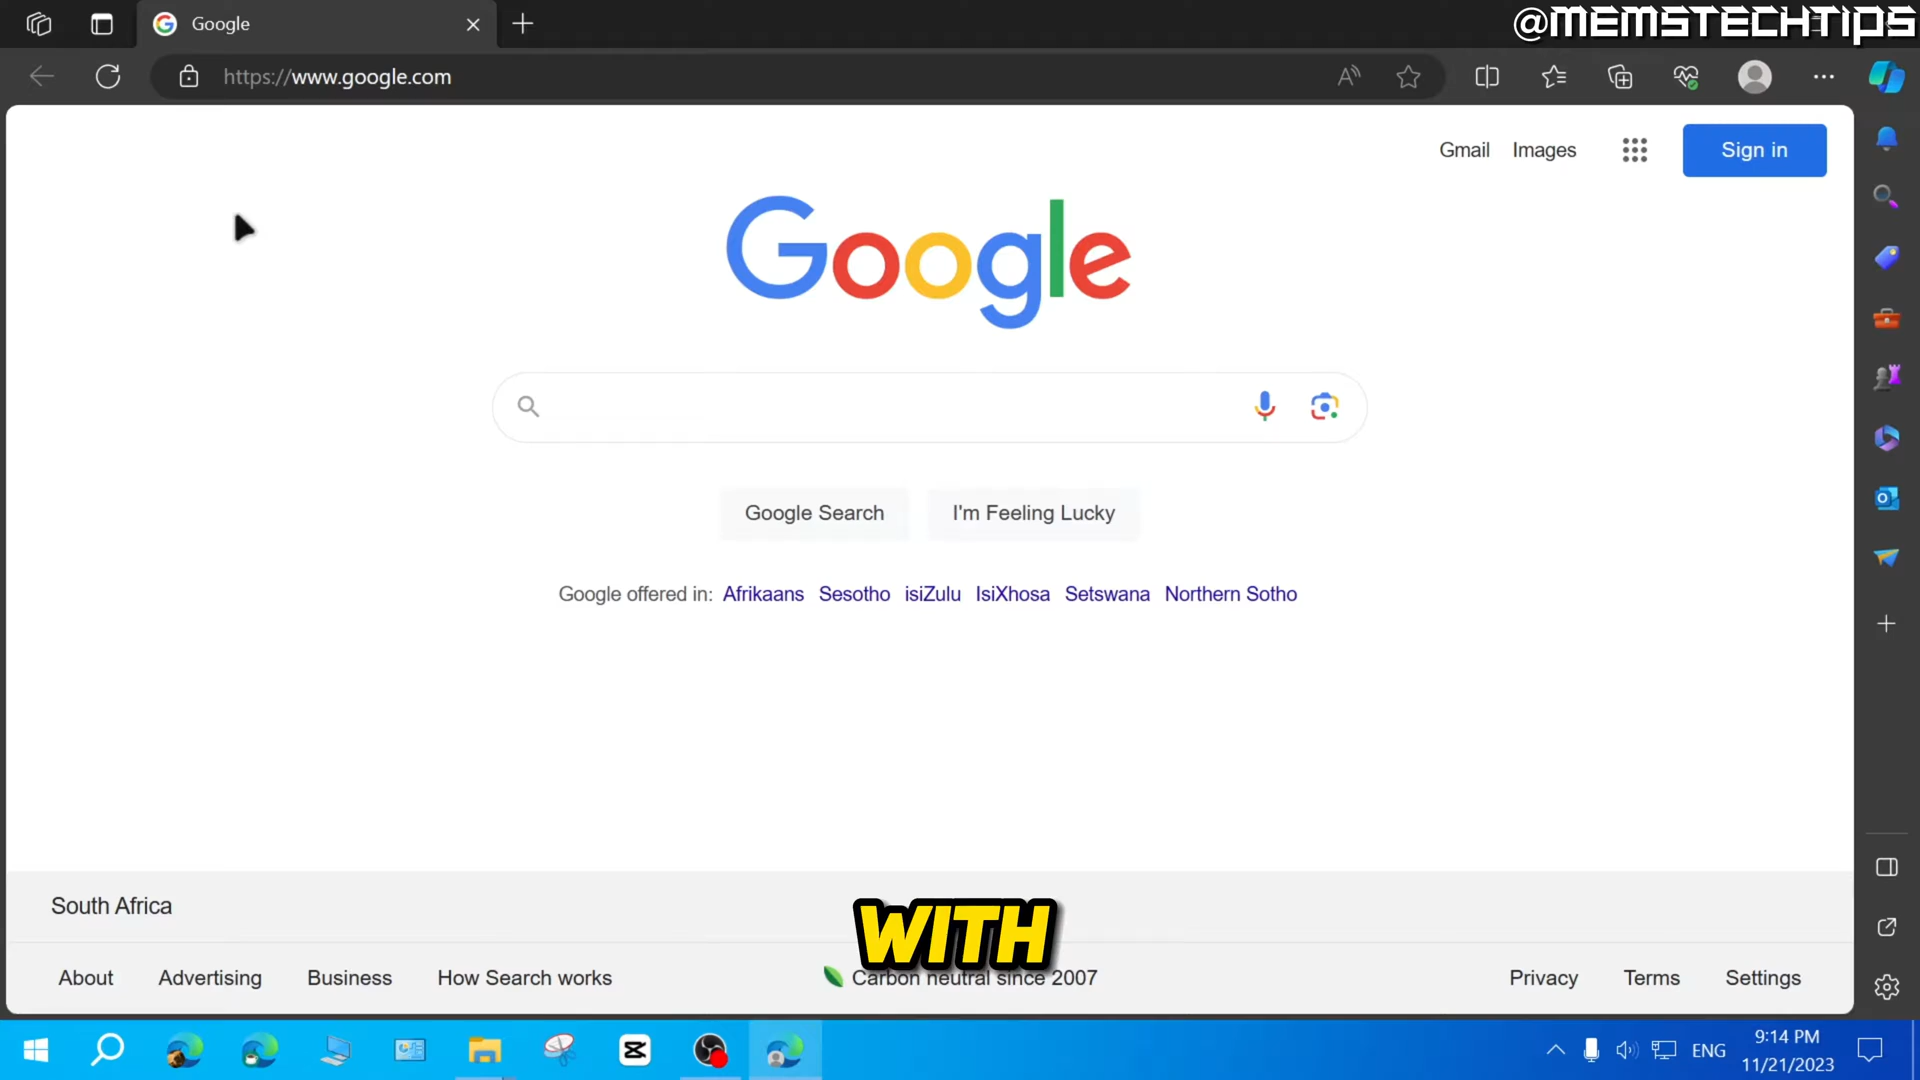 Google
@MEMSTECHTIPS
https://www.google.com
Gmail Images Sign in
Google
Google Search I'm Feeling Lucky
Google offered in: Afrikaans Sesotho isiZulu IsiXhosa Setswana Northern Sotho
South Africa
WITH
About Advertising Business How Search works Carbon neutral since 2007 Privacy Terms Settings
ENG 9:14 PM
11/21/2023